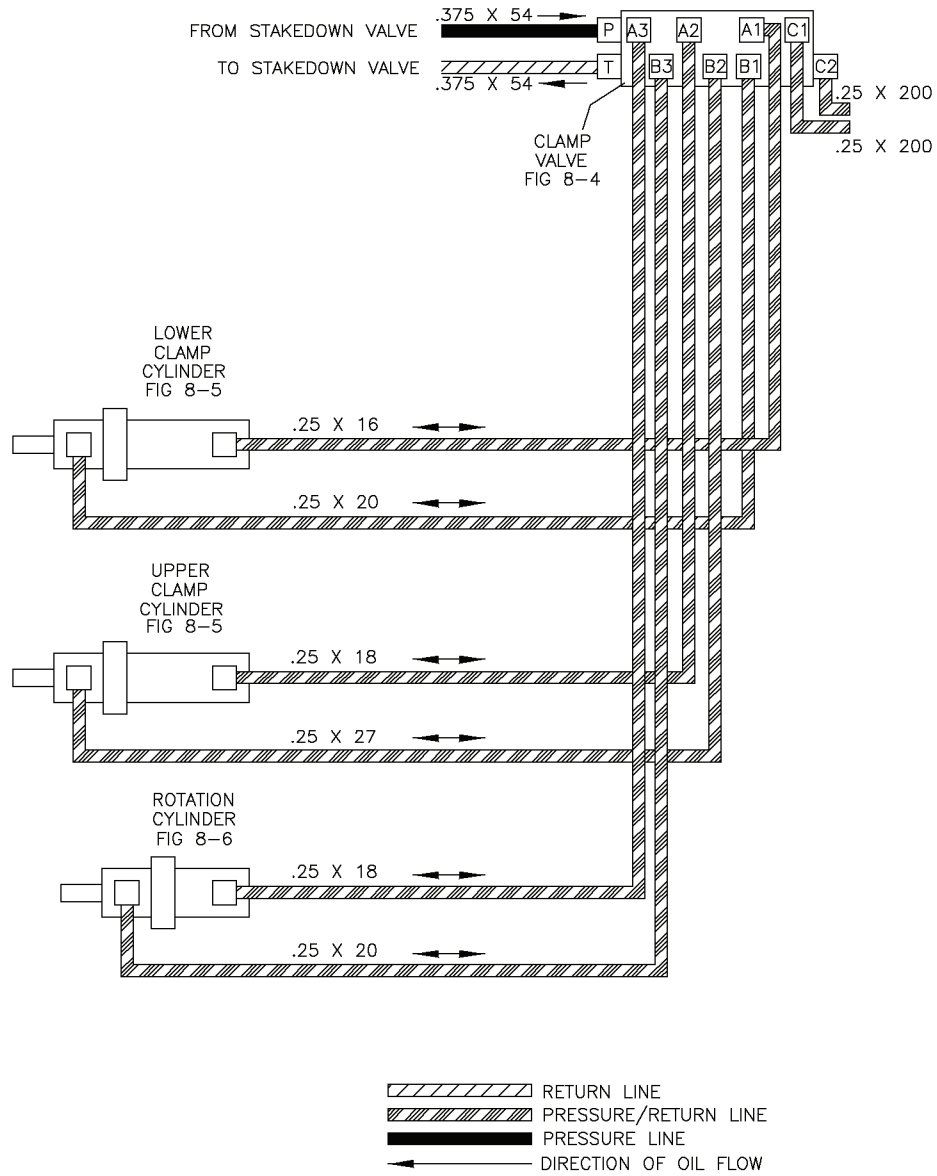 .375 X 54
FROM STAKEDOWN VALVE
P
A3
A2
A1
C1
TO STAKEDOWN VALVE
T
B3
B2
B1
C2
.375 X 54
.25 X 200
.25 X 200
CLAMP
VALVE
FIG 8-4
LOWER
CLAMP
CYLINDER
FIG 8-5
.25 X 16
.25 X 20
UPPER
CLAMP
CYLINDER
FIG 8-5
.25 X 18
.25 X 27
ROTATION
CYLINDER
FIG 8-6
.25 X 18
.25 X 20
RETURN LINE
PRESSURE/RETURN LINE
PRESSURE LINE
DIRECTION OF OIL FLOW